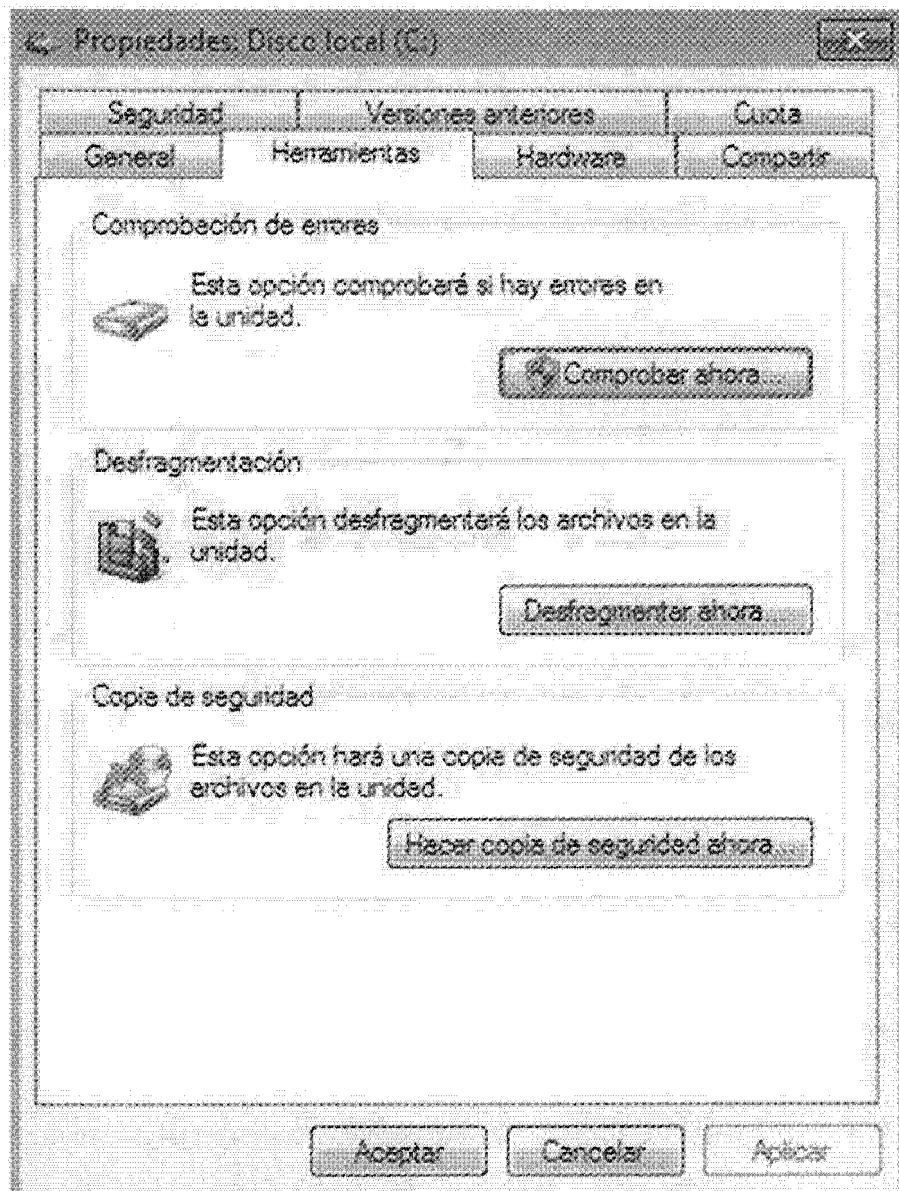 Propiedades: Disco local (C:)
Seguridad Versiones anteriores Cuota
General Herramientas Hardware Compartir
Comprobación de errores
Esta opción comprobará si hay errores en
la unidad.
Comprobar ahora...
Desfragmentación
Esta opción desfragmentará los archivos en la
unidad.
Desfragmentar ahora...
Copia de seguridad
Esta opción hará una copia de seguridad de los
archivos en la unidad.
Hacer copia de seguridad ahora...
Aceptar Cancelar Aplicar